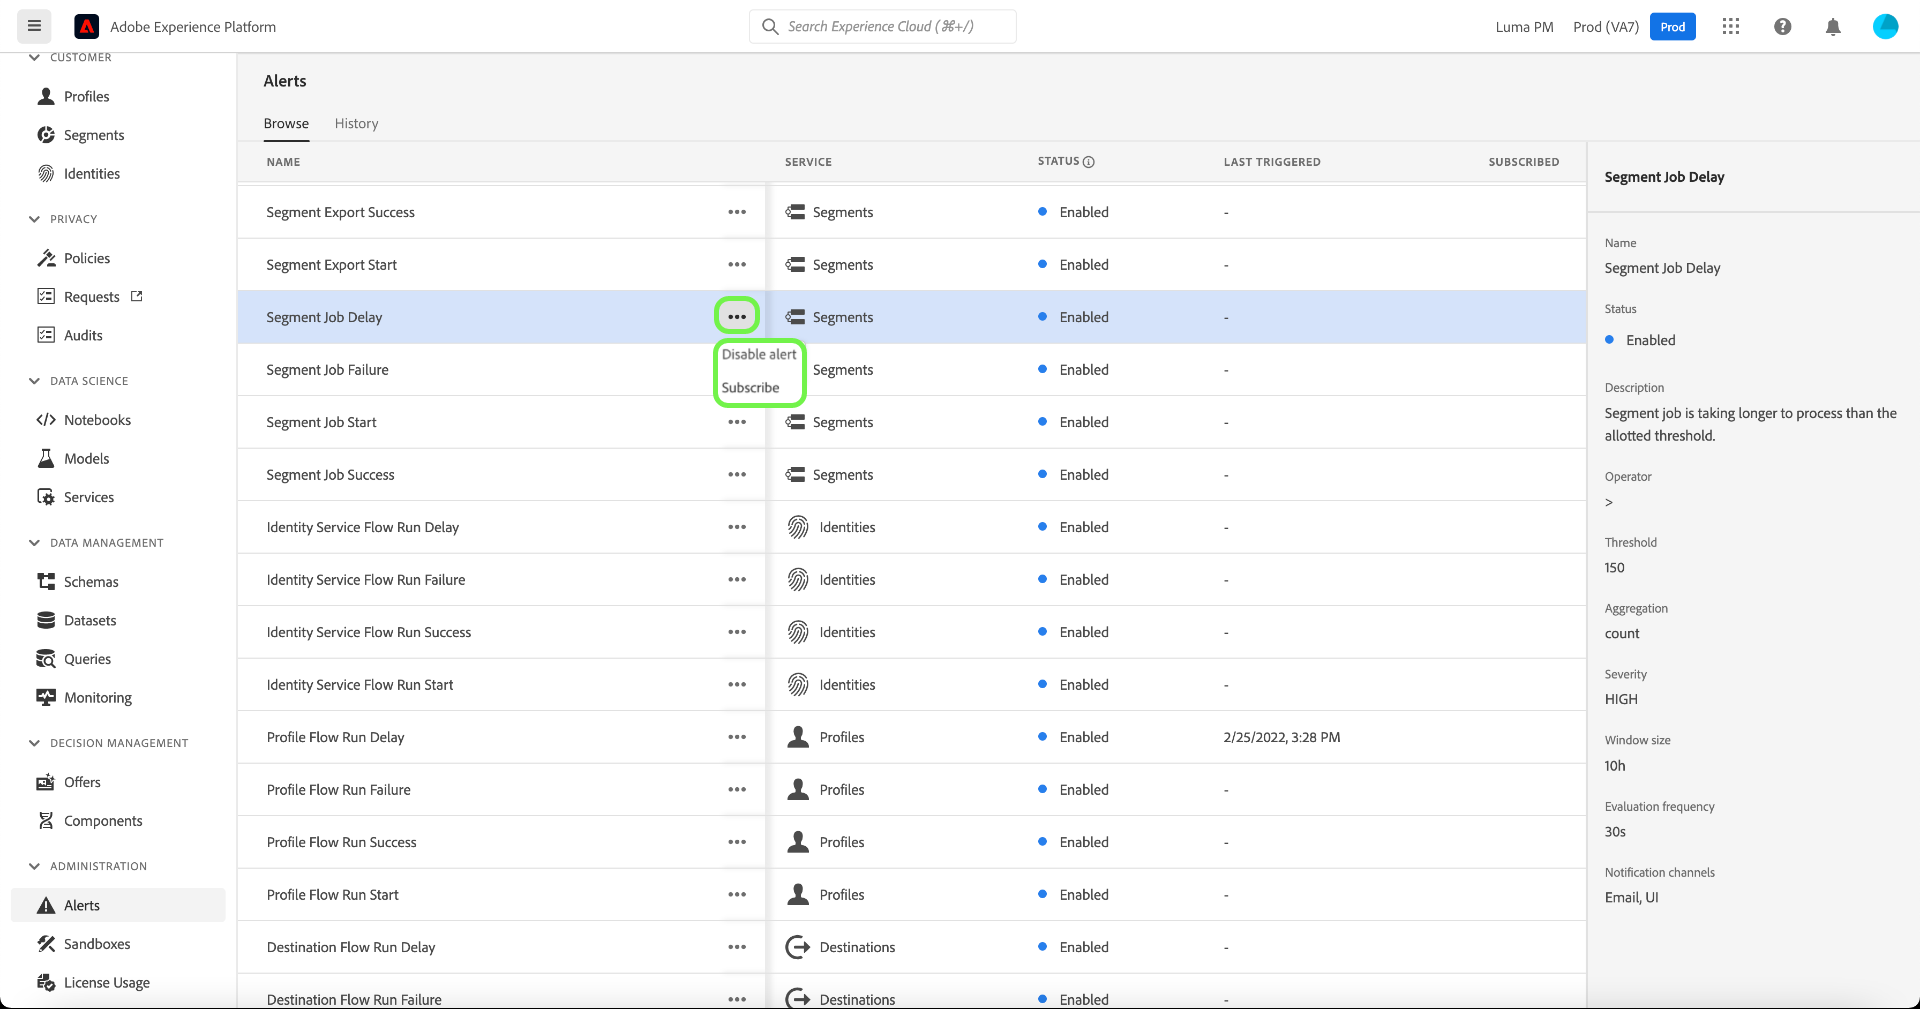 Adobe Experience Platform
Search Experience Cloud (⌘+/)
Luma PM
Prod (VA7)
Prod
CUSTOMER
Profiles
Segments
Identities
PRIVACY
Policies
Requests
Audits
DATA SCIENCE
Notebooks
Models
Services
DATA MANAGEMENT
Schemas
Datasets
Queries
Monitoring
DECISION MANAGEMENT
Offers
Components
ADMINISTRATION
Alerts
Sandboxes
License Usage
Alerts
Browse History
NAME SERVICE STATUS LAST TRIGGERED SUBSCRIBED
Segment Export Success ••• Segments Enabled -
Segment Export Start ••• Segments Enabled -
Segment Job Delay ••• Segments Enabled -
Disable alert
Subscribe
Segment Job Failure Segments Enabled -
Segment Job Start ••• Segments Enabled -
Segment Job Success ••• Segments Enabled -
Identity Service Flow Run Delay ••• Identities Enabled -
Identity Service Flow Run Failure ••• Identities Enabled -
Identity Service Flow Run Success ••• Identities Enabled -
Identity Service Flow Run Start ••• Identities Enabled -
Profile Flow Run Delay ••• Profiles Enabled 2/25/2022, 3:28 PM
Profile Flow Run Failure ••• Profiles Enabled -
Profile Flow Run Success ••• Profiles Enabled -
Profile Flow Run Start ••• Profiles Enabled -
Destination Flow Run Delay ••• Destinations Enabled -
Destination Flow Run Failure ••• Destinations Enabled -
Segment Job Delay
Name
Segment Job Delay
Status
Enabled
Description
Segment job is taking longer to process than the
allotted threshold.
Operator
>
Threshold
150
Aggregation
count
Severity
HIGH
Window size
10h
Evaluation frequency
30s
Notification channels
Email, UI